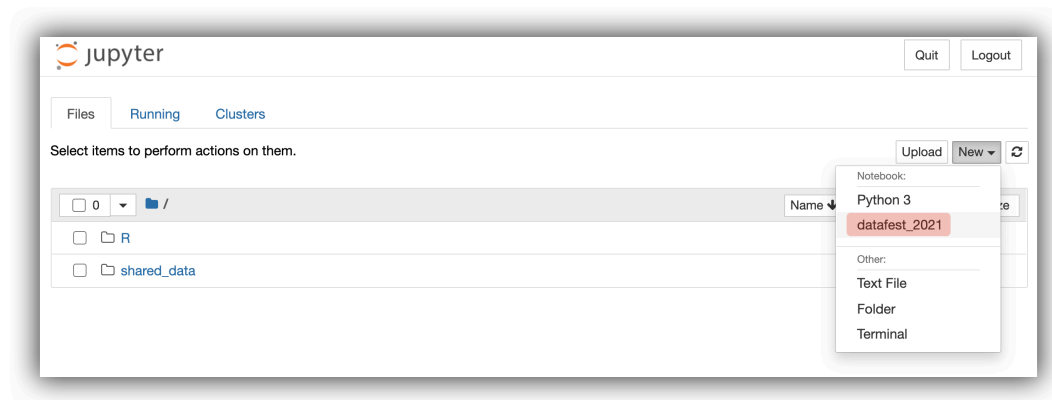 jupyter
Quit Logout
Files Running Clusters
Select items to perform actions on them.
Upload New
Notebook:
Python 3
datafest_2021
Other:
Text File
Folder
Terminal
0 /
Name
ze
R
shared_data